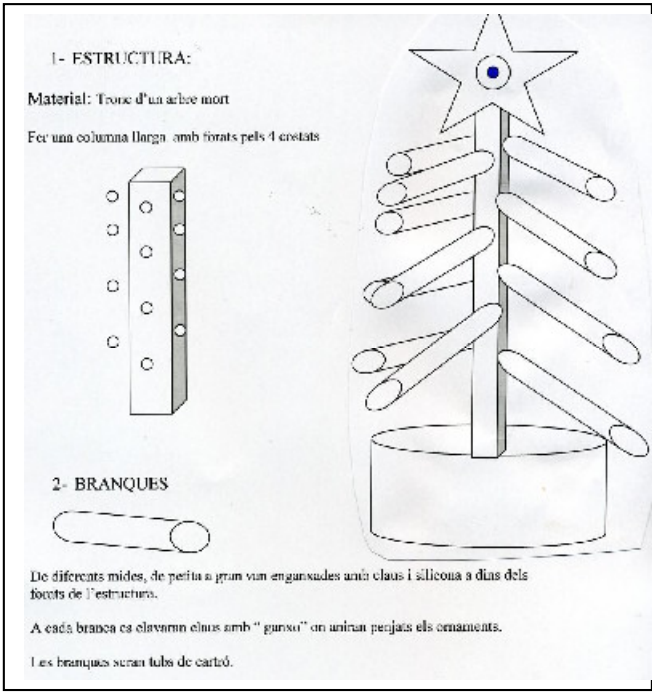 1- ESTRUCTURA:
Material: Tronc d'un arbre mort
Fer una columna llarga amb forats pels 4 costats
2- BRANQUES
De diferents mides, de petita a gran van enganxades amb claus i silicona a dins dels
forats de l'estructura.
A cada branca es clavaran claus amb " ganxo" on aniran penjats els ornaments.
Les branques seran tubs de cartró.